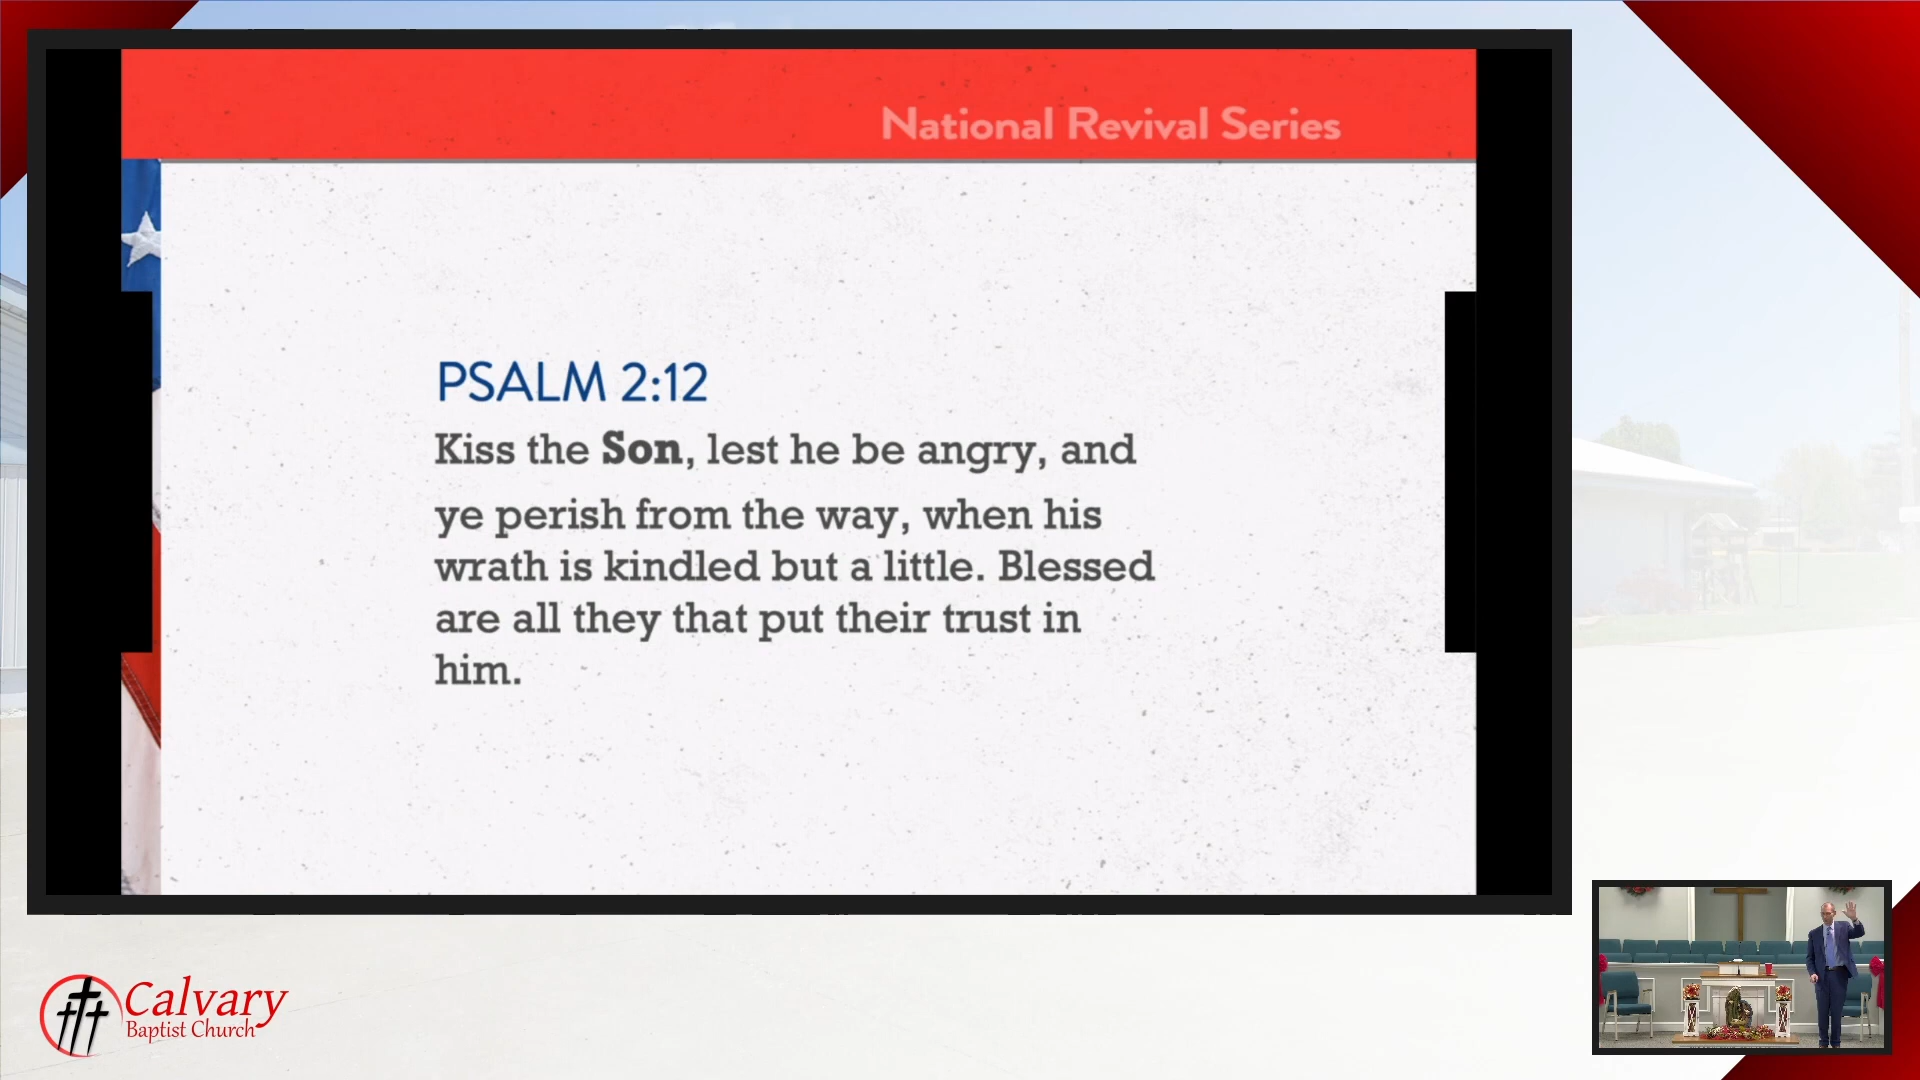 National Revival Series
PSALM 2:12
Kiss the Son, lest he be angry, and
ye perish from the way, when his
wrath is kindled but a little. Blessed
are all they that put their trust in
him.
Calvary
Baptist Church